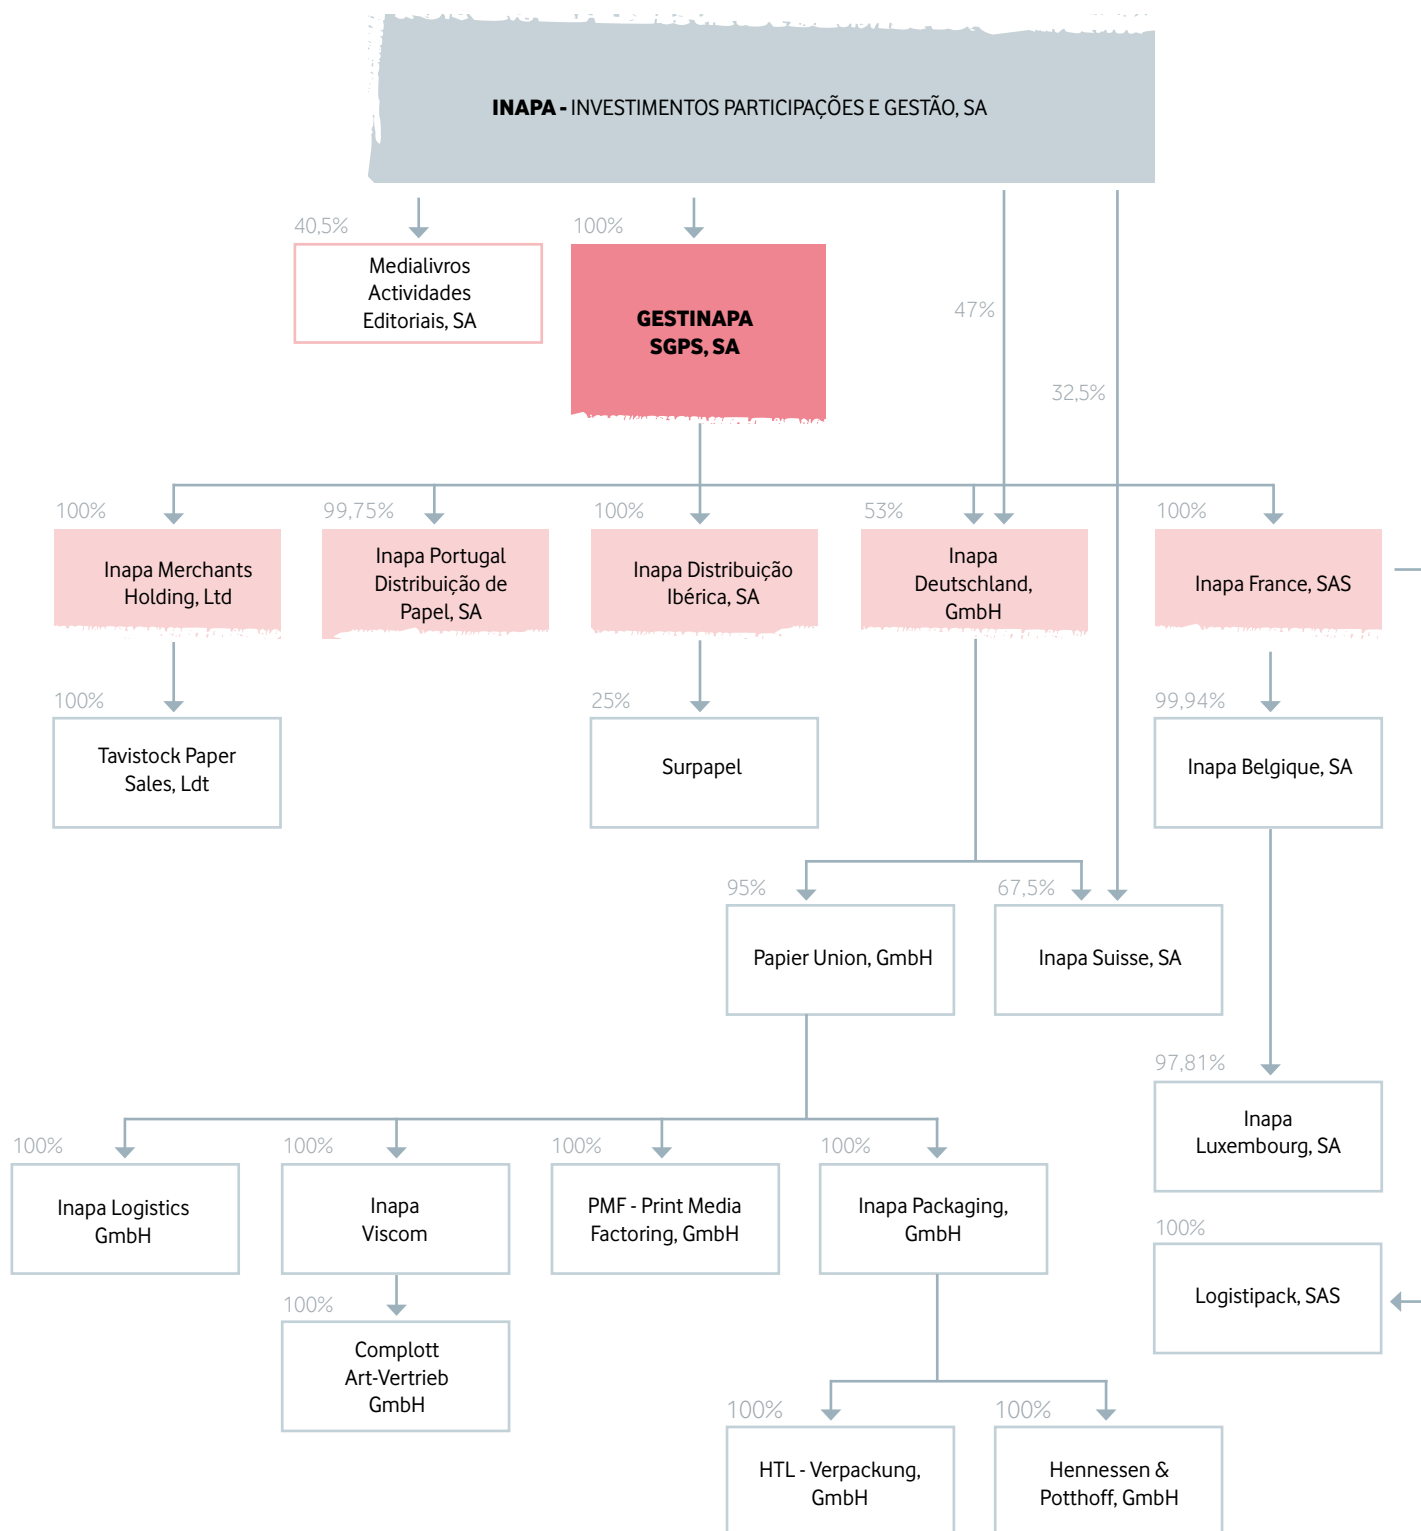 INAPA - INVESTIMENTOS PARTICIPAÇÕES E GESTÃO, SA
40,5%
Medialivros
Actividades
Editoriais, SA
100%
GESTINAPA
SGPS, SA
47%
32,5%
100%
Inapa Merchants
Holding, Ltd
99,75%
Inapa Portugal
Distribuição de
Papel, SA
100%
Inapa Distribuição
Ibérica, SA
53%
Inapa
Deutschland,
GmbH
100%
Inapa France, SAS
100%
Tavistock Paper
Sales, Ldt
25%
Surpapel
99,94%
Inapa Belgique, SA
95%
Papier Union, GmbH
67,5%
Inapa Suisse, SA
97,81%
Inapa
Luxembourg, SA
100%
Inapa Logistics
GmbH
100%
Inapa
Viscom
100%
PMF - Print Media
Factoring, GmbH
100%
Inapa Packaging,
GmbH
100%
Logistipack, SAS
100%
Complott
Art-Vertrieb
GmbH
100%
HTL - Verpackung,
GmbH
100%
Hennessen &
Potthoff, GmbH